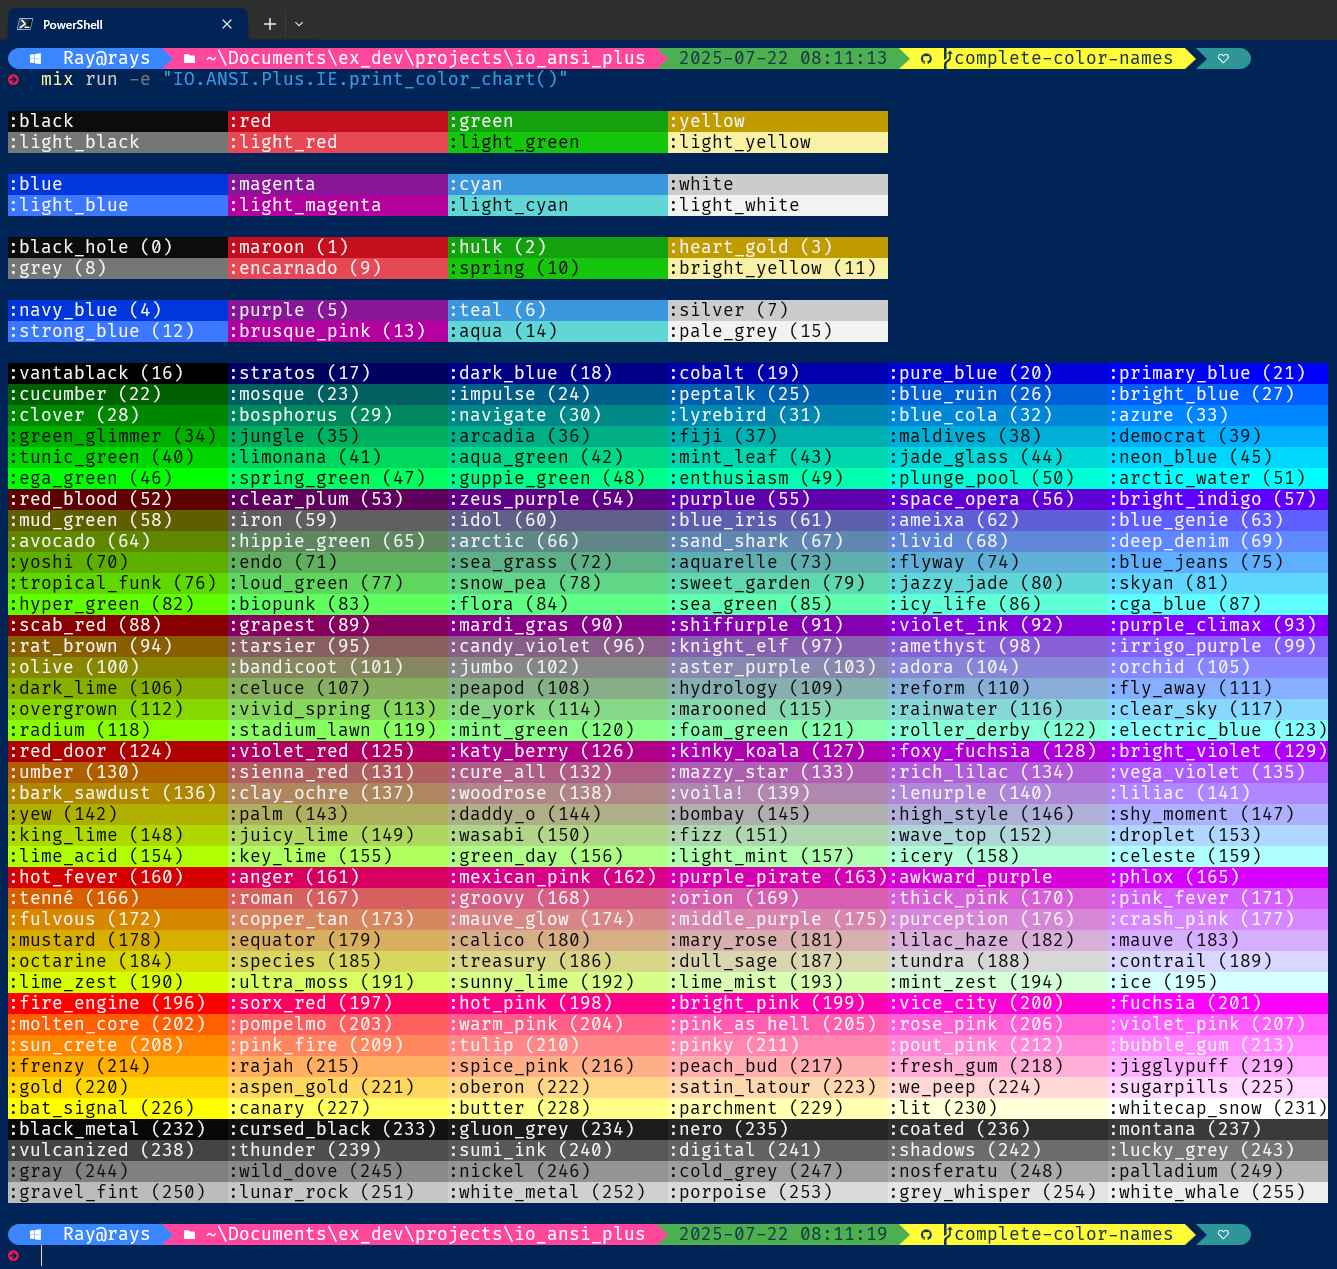 PowerShell
Ray@rays ~\Documents\ex_dev\projects\io_ansi_plus 2025-07-22 08:11:13 complete-color-names
mix run -e "IO.ANSI.Plus.IE.print_color_chart()"
:black :red :green :yellow
:light_black :light_red :light_green :light_yellow
:blue :magenta :cyan :white
:light_blue :light_magenta :light_cyan :light_white
:black_hole (0) :maroon (1) :hulk (2) :heart_gold (3)
:grey (8) :encarnado (9) :spring (10) :bright_yellow (11)
:navy_blue (4) :purple (5) :teal (6) :silver (7)
:strong_blue (12) :brusque_pink (13) :aqua (14) :pale_grey (15)
:vantablack (16) :stratos (17) :dark_blue (18) :cobalt (19) :pure_blue (20) :primary_blue (21)
:cucumber (22) :mosque (23) :impulse (24) :peptalk (25) :blue_ruin (26) :bright_blue (27)
:clover (28) :bosphorus (29) :navigate (30) :lyrebird (31) :blue_cola (32) :azure (33)
:green_glimmer (34) :jungle (35) :arcadia (36) :fiji (37) :maldives (38) :democrat (39)
:tunic_green (40) :limonana (41) :aqua_green (42) :mint_leaf (43) :jade_glass (44) :neon_blue (45)
:ega_green (46) :spring_green (47) :guppie_green (48) :enthusiasm (49) :plunge_pool (50) :arctic_water (51)
:red_blood (52) :clear_plum (53) :zeus_purple (54) :purplue (55) :space_opera (56) :bright_indigo (57)
:mud_green (58) :iron (59) :idol (60) :blue_iris (61) :ameixa (62) :blue_genie (63)
:avocado (64) :hippie_green (65) :arctic (66) :sand_shark (67) :livid (68) :deep_denim (69)
:yoshi (70) :endo (71) :sea_grass (72) :aquarelle (73) :flyway (74) :blue_jeans (75)
:tropical_funk (76) :loud_green (77) :snow_pea (78) :sweet_garden (79) :jazzy_jade (80) :skyan (81)
:hyper_green (82) :biopunk (83) :flora (84) :sea_green (85) :icy_life (86) :cga_blue (87)
:scab_red (88) :grapest (89) :mardi_gras (90) :shiffurple (91) :violet_ink (92) :purple_climax (93)
:rat_brown (94) :tarsier (95) :candy_violet (96) :knight_elf (97) :amethyst (98) :irrigo_purple (99)
:olive (100) :bandicoot (101) :jumbo (102) :aster_purple (103) :adora (104) :orchid (105)
:dark_lime (106) :celuce (107) :peapod (108) :hydrology (109) :reform (110) :fly_away (111)
:overgrown (112) :vivid_spring (113) :de_york (114) :marooned (115) :rainwater (116) :clear_sky (117)
:radium (118) :stadium_lawn (119) :mint_green (120) :foam_green (121) :roller_derby (122) :electric_blue (123)
:red_door (124) :violet_red (125) :katy_berry (126) :kinky_koala (127) :foxy_fuchsia (128) :bright_violet (129)
:umber (130) :sienna_red (131) :cure_all (132) :mazzy_star (133) :rich_lilac (134) :vega_violet (135)
:bark_sawdust (136) :clay_ochre (137) :woodrose (138) :voila! (139) :lenurple (140) :liliac (141)
:yew (142) :palm (143) :daddy_o (144) :bombay (145) :high_style (146) :shy_moment (147)
:king_lime (148) :juicy_lime (149) :wasabi (150) :fizz (151) :wave_top (152) :droplet (153)
:lime_acid (154) :key_lime (155) :green_day (156) :light_mint (157) :icery (158) :celeste (159)
:hot_fever (160) :anger (161) :mexican_pink (162) :purple_pirate (163):awkward_purple :phlox (165)
:tenné (166) :roman (167) :groovy (168) :orion (169) :thick_pink (170) :pink_fever (171)
:fulvous (172) :copper_tan (173) :mauve_glow (174) :middle_purple (175):purception (176) :crash_pink (177)
:mustard (178) :equator (179) :calico (180) :mary_rose (181) :lilac_haze (182) :mauve (183)
:octarine (184) :species (185) :treasury (186) :dull_sage (187) :tundra (188) :contrail (189)
:lime_zest (190) :ultra_moss (191) :sunny_lime (192) :lime_mist (193) :mint_zest (194) :ice (195)
:fire_engine (196) :sorx_red (197) :hot_pink (198) :bright_pink (199) :vice_city (200) :fuchsia (201)
:molten_core (202) :pompelmo (203) :warm_pink (204) :pink_as_hell (205) :rose_pink (206) :violet_pink (207)
:sun_crete (208) :pink_fire (209) :tulip (210) :pinky (211) :pout_pink (212) :bubble_gum (213)
:frenzy (214) :rajah (215) :spice_pink (216) :peach_bud (217) :fresh_gum (218) :jigglypuff (219)
:gold (220) :aspen_gold (221) :oberon (222) :satin_latour (223) :we_peep (224) :sugarpills (225)
:bat_signal (226) :canary (227) :butter (228) :parchment (229) :lit (230) :whitecap_snow (231)
:black_metal (232) :cursed_black (233) :gluon_grey (234) :nero (235) :coated (236) :montana (237)
:vulcanized (238) :thunder (239) :sumi_ink (240) :digital (241) :shadows (242) :lucky_grey (243)
:gray (244) :wild_dove (245) :nickel (246) :cold_grey (247) :nosferatu (248) :palladium (249)
:gravel_fint (250) :lunar_rock (251) :white_metal (252) :porpoise (253) :grey_whisper (254) :white_whale (255)
Ray@rays ~\Documents\ex_dev\projects\io_ansi_plus 2025-07-22 08:11:19 complete-color-names